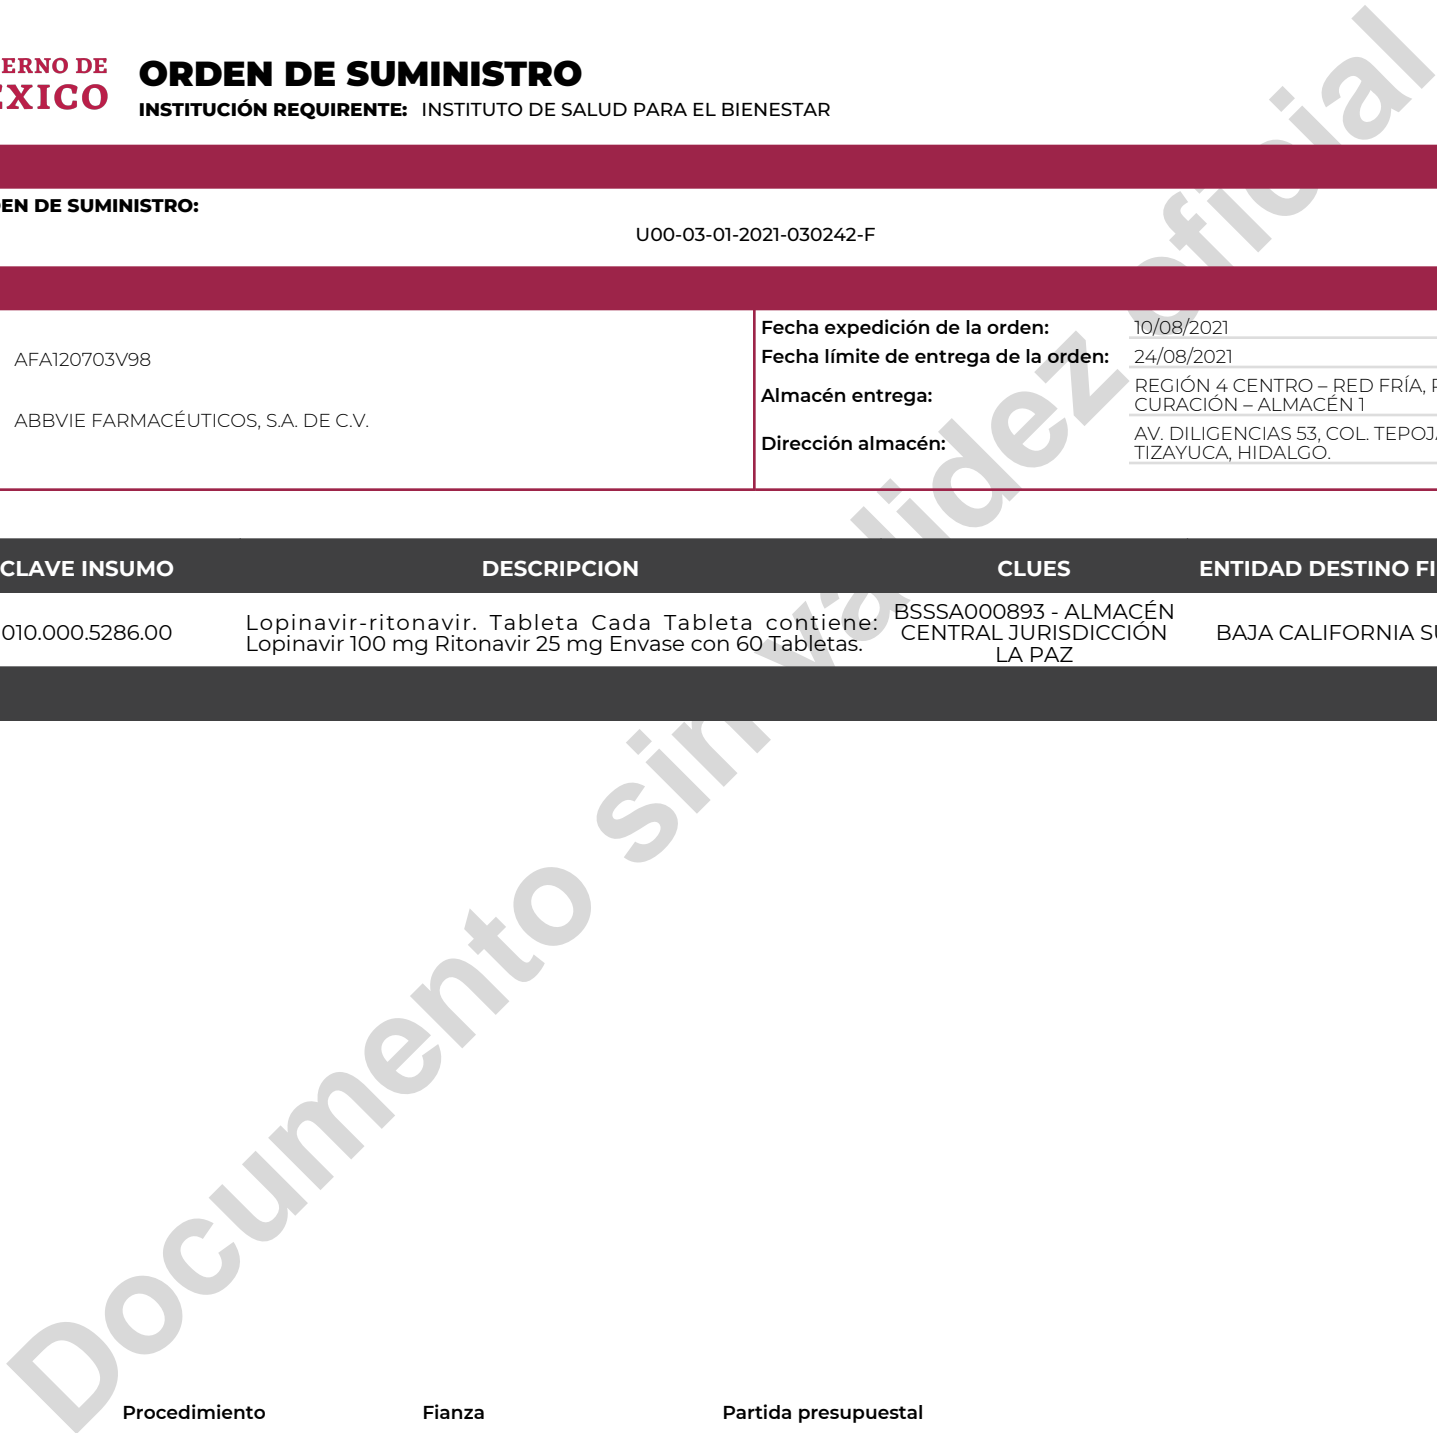 ERNO DE
ÉXICO
ORDEN DE SUMINISTRO
INSTITUCIÓN REQUIRENTE: INSTITUTO DE SALUD PARA EL BIENESTAR
EN DE SUMINISTRO:
U00-03-01-2021-030242-F
AFA120703V98
ABBVIE FARMACÉUTICOS, S.A. DE C.V.
Fecha expedición de la orden: 10/08/2021
Fecha límite de entrega de la orden: 24/08/2021
Almacén entrega: REGIÓN 4 CENTRO – RED FRÍA,
CURACIÓN – ALMACÉN 1
Dirección almacén: AV. DILIGENCIAS 53, COL. TEPOJ
TIZAYUCA, HIDALGO.
CLAVE INSUMO DESCRIPCION CLUES ENTIDAD DESTINO FI
010.000.5286.00
Lopinavir-ritonavir. Tableta Cada Tableta contiene:
Lopinavir 100 mg Ritonavir 25 mg Envase con 60 Tabletas.
BSSSA000893 - ALMACÉN
CENTRAL JURISDICCIÓN
LA PAZ
BAJA CALIFORNIA S
Documento sin validez oficial
Procedimiento Fianza Partida presupuestal